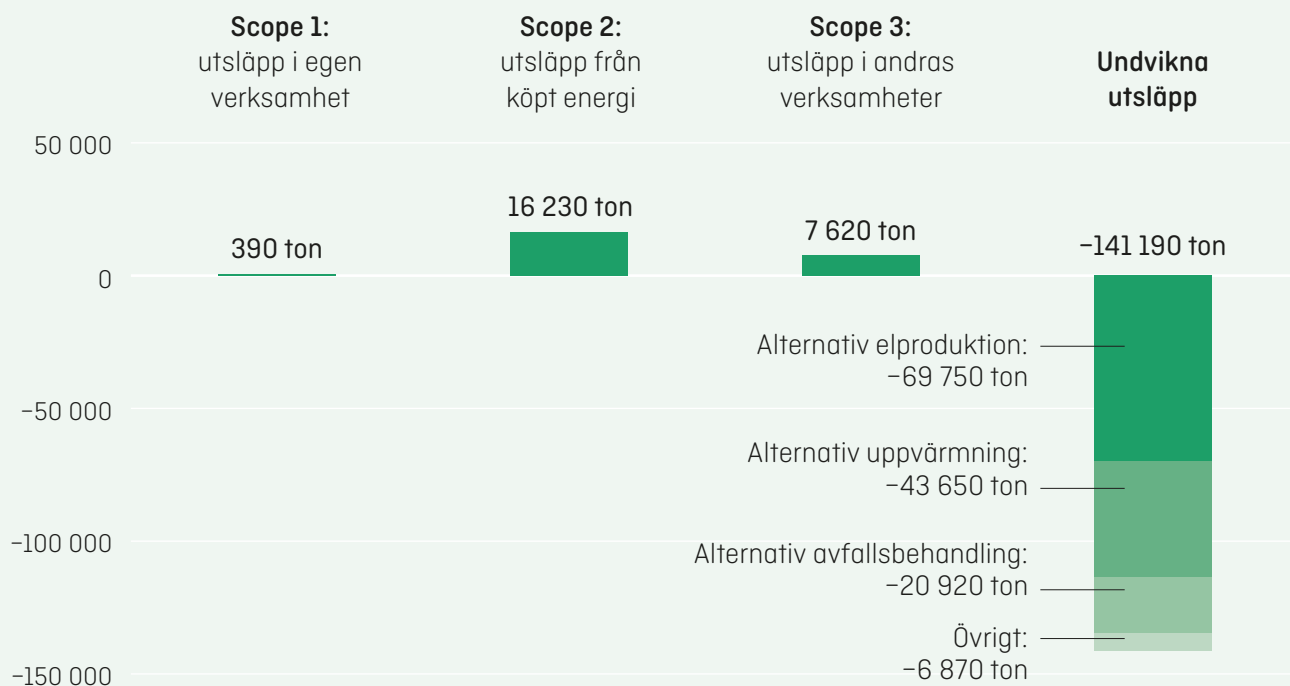 Scope 1:
utsläpp i egen
verksamhet
Scope 2:
utsläpp från
köpt energi
Scope 3:
utsläpp i andras
verksamheter
Undvikna
utsläpp
50 000
0
−50 000
−100 000
−150 000
390 ton
16 230 ton
7 620 ton
−141 190 ton
Alternativ elproduktion:
−69 750 ton
Alternativ uppvärmning:
−43 650 ton
Alternativ avfallsbehandling:
−20 920 ton
Övrigt:
−6 870 ton